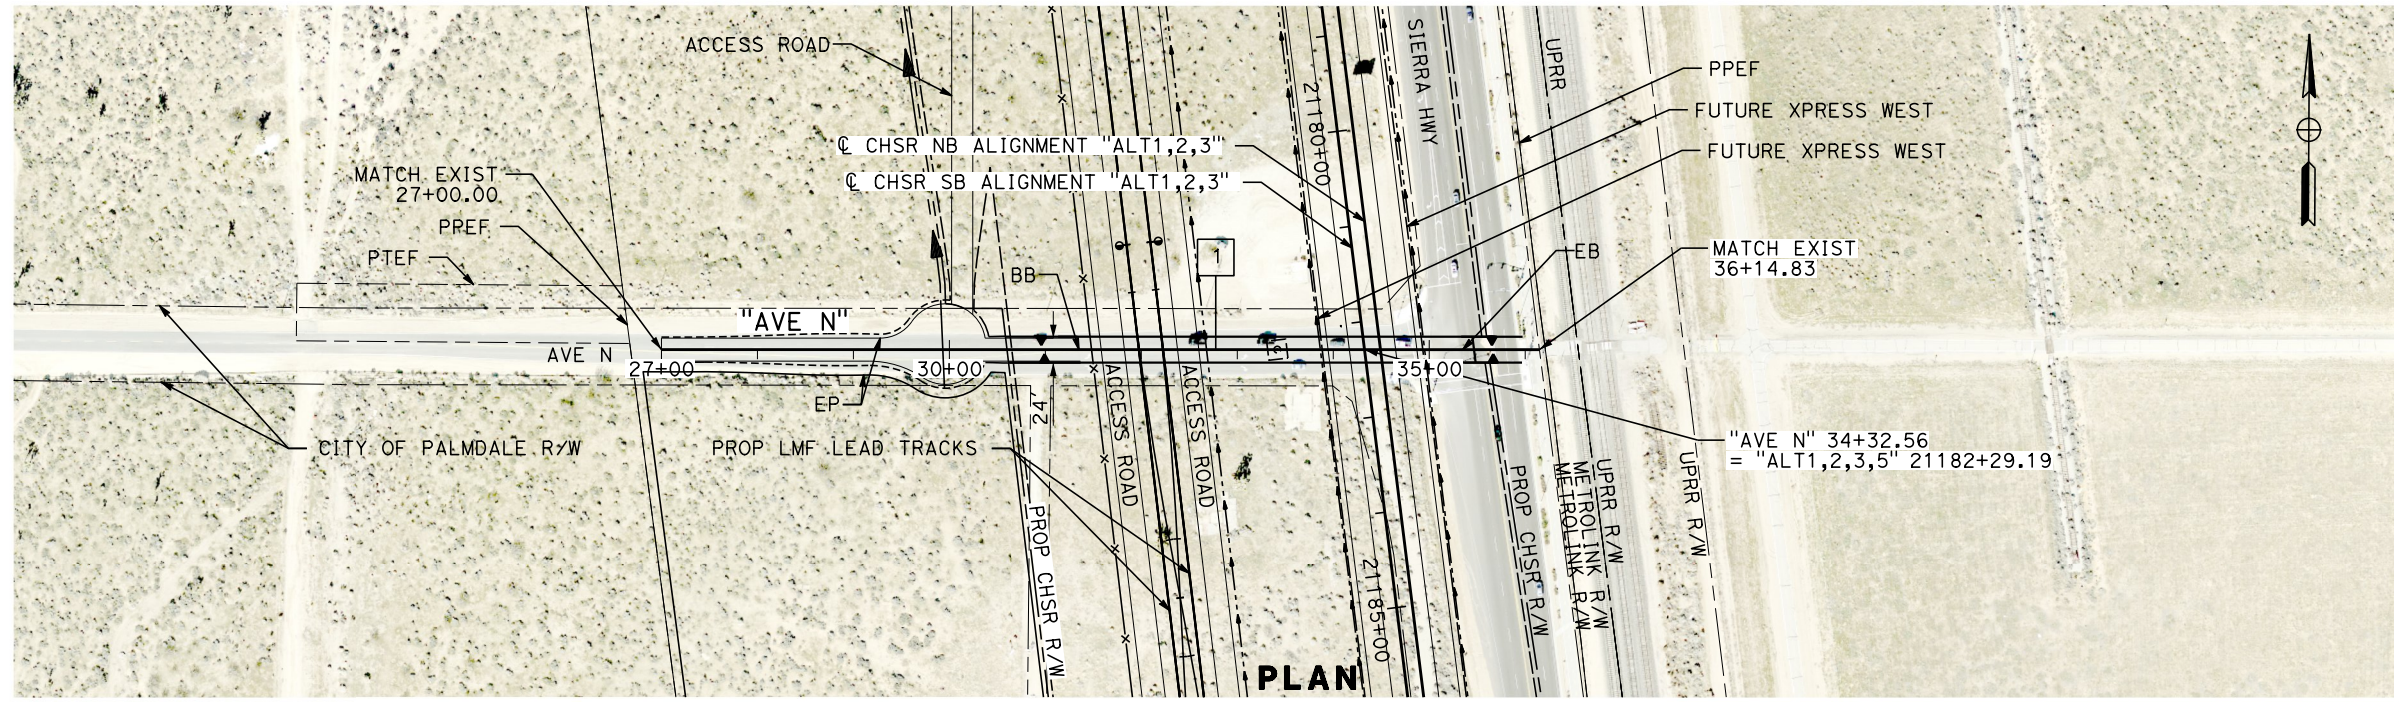 ACCESS ROAD
SIERRA HWY
UPRR
PPEF
FUTURE XPRESS WEST
FUTURE XPRESS WEST
21180+00
℄ CHSR NB ALIGNMENT "ALT1,2,3"
℄ CHSR SB ALIGNMENT "ALT1,2,3"
MATCH EXIST
27+00.00
PPEF
PTEF
BB
1
EB
MATCH EXIST
36+14.83
"AVE N"
AVE N
27+00
30+00
35+00
EP
24'
ACCESS ROAD
ACCESS ROAD
CITY OF PALMDALE R/W
PROP LMF LEAD TRACKS
"AVE N" 34+32.56
= "ALT1,2,3,5" 21182+29.19
PROP CHSR R/W
21185+00
PROP CHSR R/W
METROLINK R/W
METROLINK R/W
UPRR R/W
UPRR R/W
PLAN